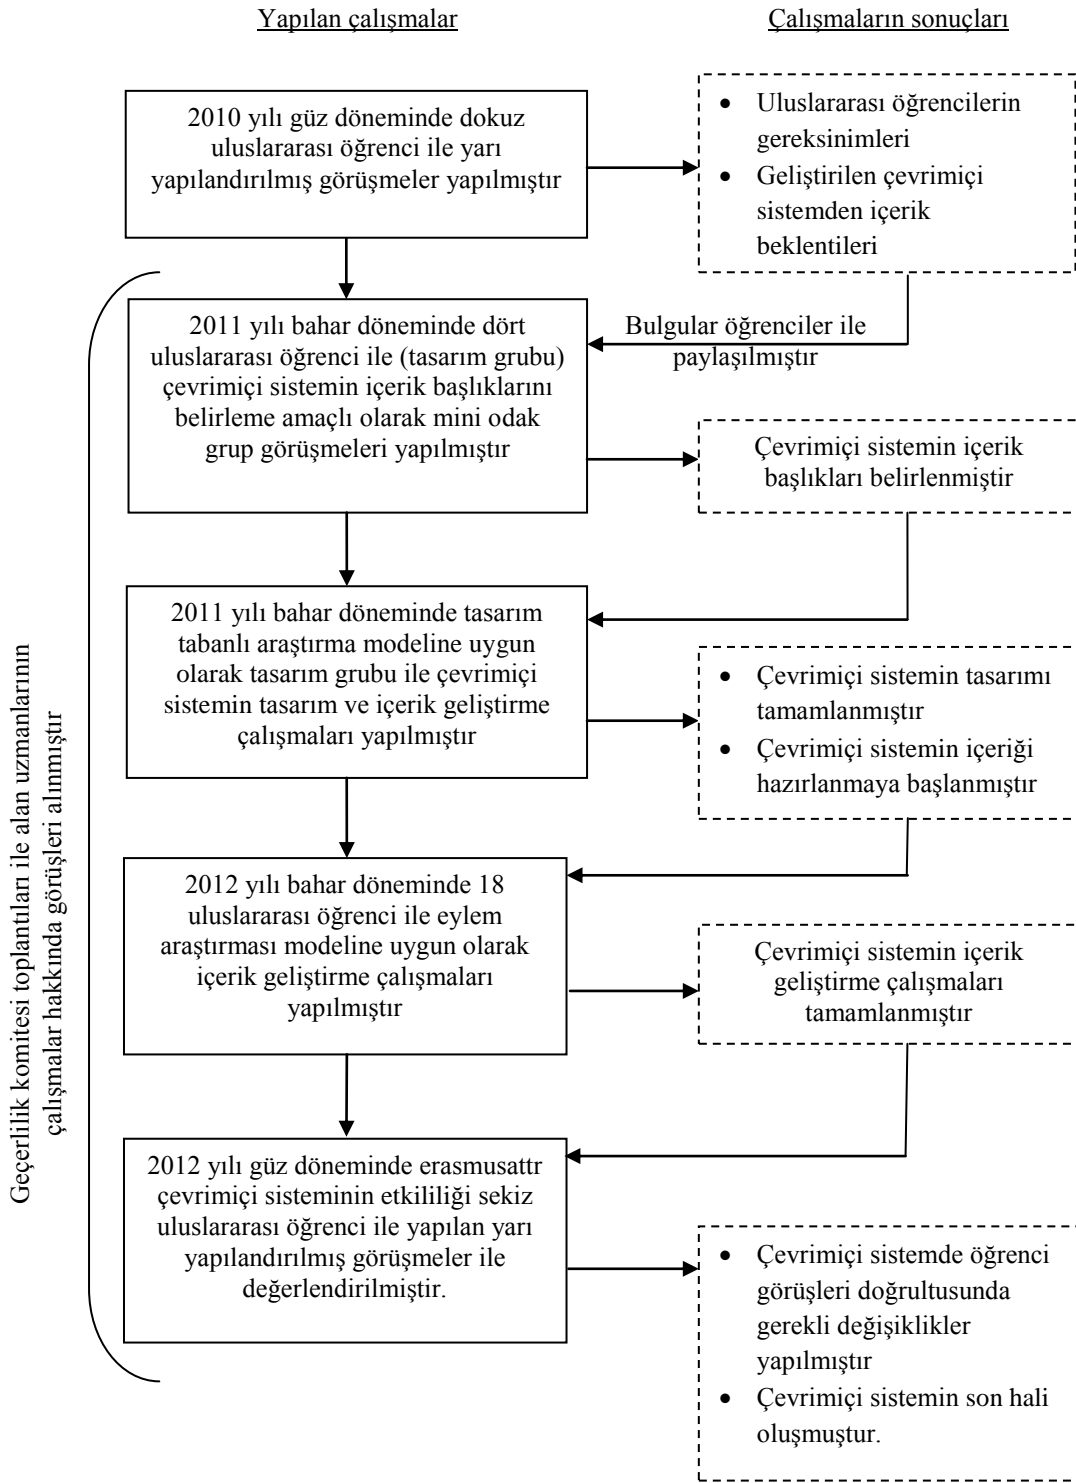 Yapılan çalışmalar
Çalışmaların sonuçları
2010 yılı güz döneminde dokuz
uluslararası öğrenci ile yarı
yapılandırılmış görüşmeler yapılmıştır
• Uluslararası öğrencilerin
gereksinimleri
• Geliştirilen çevrimiçi
sistemden içerik
beklentileri
2011 yılı bahar döneminde dört
uluslararası öğrenci ile (tasarım grubu)
çevrimiçi sistemin içerik başlıklarını
belirleme amaçlı olarak mini odak
grup görüşmeleri yapılmıştır
Bulgular öğrenciler ile
paylaşılmıştır
Çevrimiçi sistemin içerik
başlıkları belirlenmiştir
2011 yılı bahar döneminde tasarım
tabanlı araştırma modeline uygun
olarak tasarım grubu ile çevrimiçi
sistemin tasarım ve içerik geliştirme
çalışmaları yapılmıştır
• Çevrimiçi sistemin tasarımı
tamamlanmıştır
• Çevrimiçi sistemin içeriği
hazırlanmaya başlanmıştır
2012 yılı bahar döneminde 18
uluslararası öğrenci ile eylem
araştırması modeline uygun olarak
içerik geliştirme çalışmaları
yapılmıştır
Çevrimiçi sistemin içerik
geliştirme çalışmaları
tamamlanmıştır
2012 yılı güz döneminde erasmusattr
çevrimiçi sisteminin etkililiği sekiz
uluslararası öğrenci ile yapılan yarı
yapılandırılmış görüşmeler ile
değerlendirilmiştir.
• Çevrimiçi sistemde öğrenci
görüşleri doğrultusunda
gerekli değişiklikler
yapılmıştır
• Çevrimiçi sistemin son hali
oluşmuştur.
Geçerlilik komitesi toplantıları ile alan uzmanlarının
çalışmalar hakkında görüşleri alınmıştır